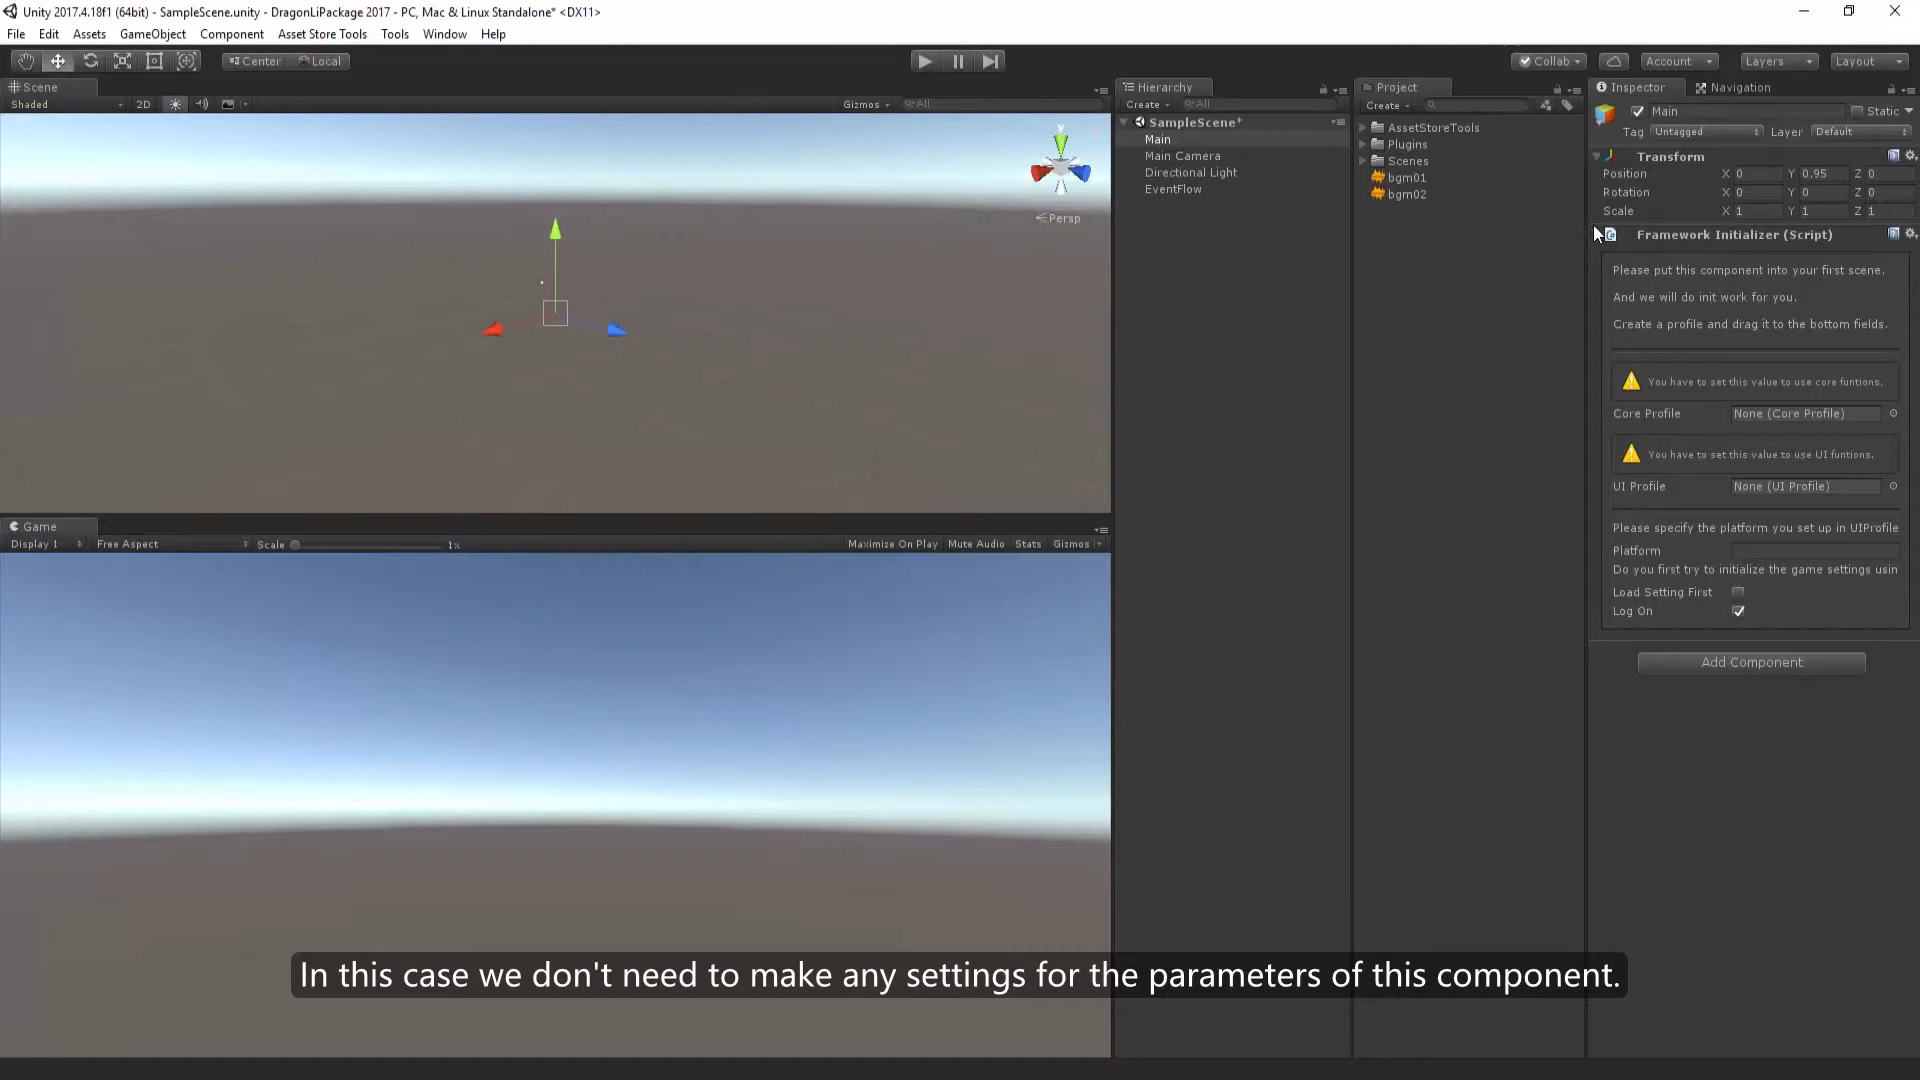 Unity 2017.4.18f1 (64bit) - SampleScene.unity - DragonLiPackage 2017 - PC, Mac & Linux Standalone* <DX11>
File Edit Assets GameObject Component Asset Store Tools Tools Window Help
Center Local Collab Account Layers Layout
Scene
Shaded 2D Gizmos All
y
Persp
Game
Display 1 Free Aspect Scale 1x Maximize On Play Mute Audio Stats Gizmos
Hierarchy
Create All
SampleScene*
Main
Main Camera
Directional Light
EventFlow
Project
Create
AssetStoreTools
Plugins
Scenes
bgm01
bgm02
Inspector Navigation
Main Static
Tag Untagged Layer Default
Transform
Position X 0 Y 0.95 Z 0
Rotation X 0 Y 0 Z 0
Scale X 1 Y 1 Z 1
Framework Initializer (Script)
Please put this component into your first scene.
And we will do init work for you.
Create a profile and drag it to the bottom fields.
You have to set this value to use core funtions.
Core Profile None (Core Profile)
You have to set this value to use UI funtions.
UI Profile None (UI Profile)
Please specify the platform you set up in UIProfile
Platform
Do you first try to initialize the game settings usin
Load Setting First
Log On
Add Component
In this case we don't need to make any settings for the parameters of this component.